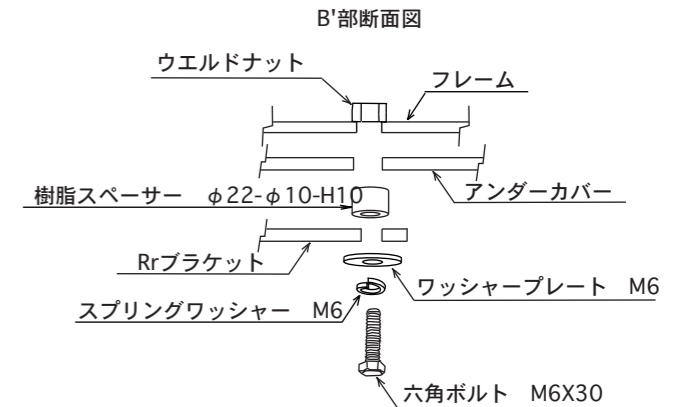 B'部断面図
ウエルドナット
フレーム
樹脂スペーサー　φ22-φ10-H10
アンダーカバー
Rrブラケット
ワッシャープレート　M6
スプリングワッシャー　M6
六角ボルト　M6X30